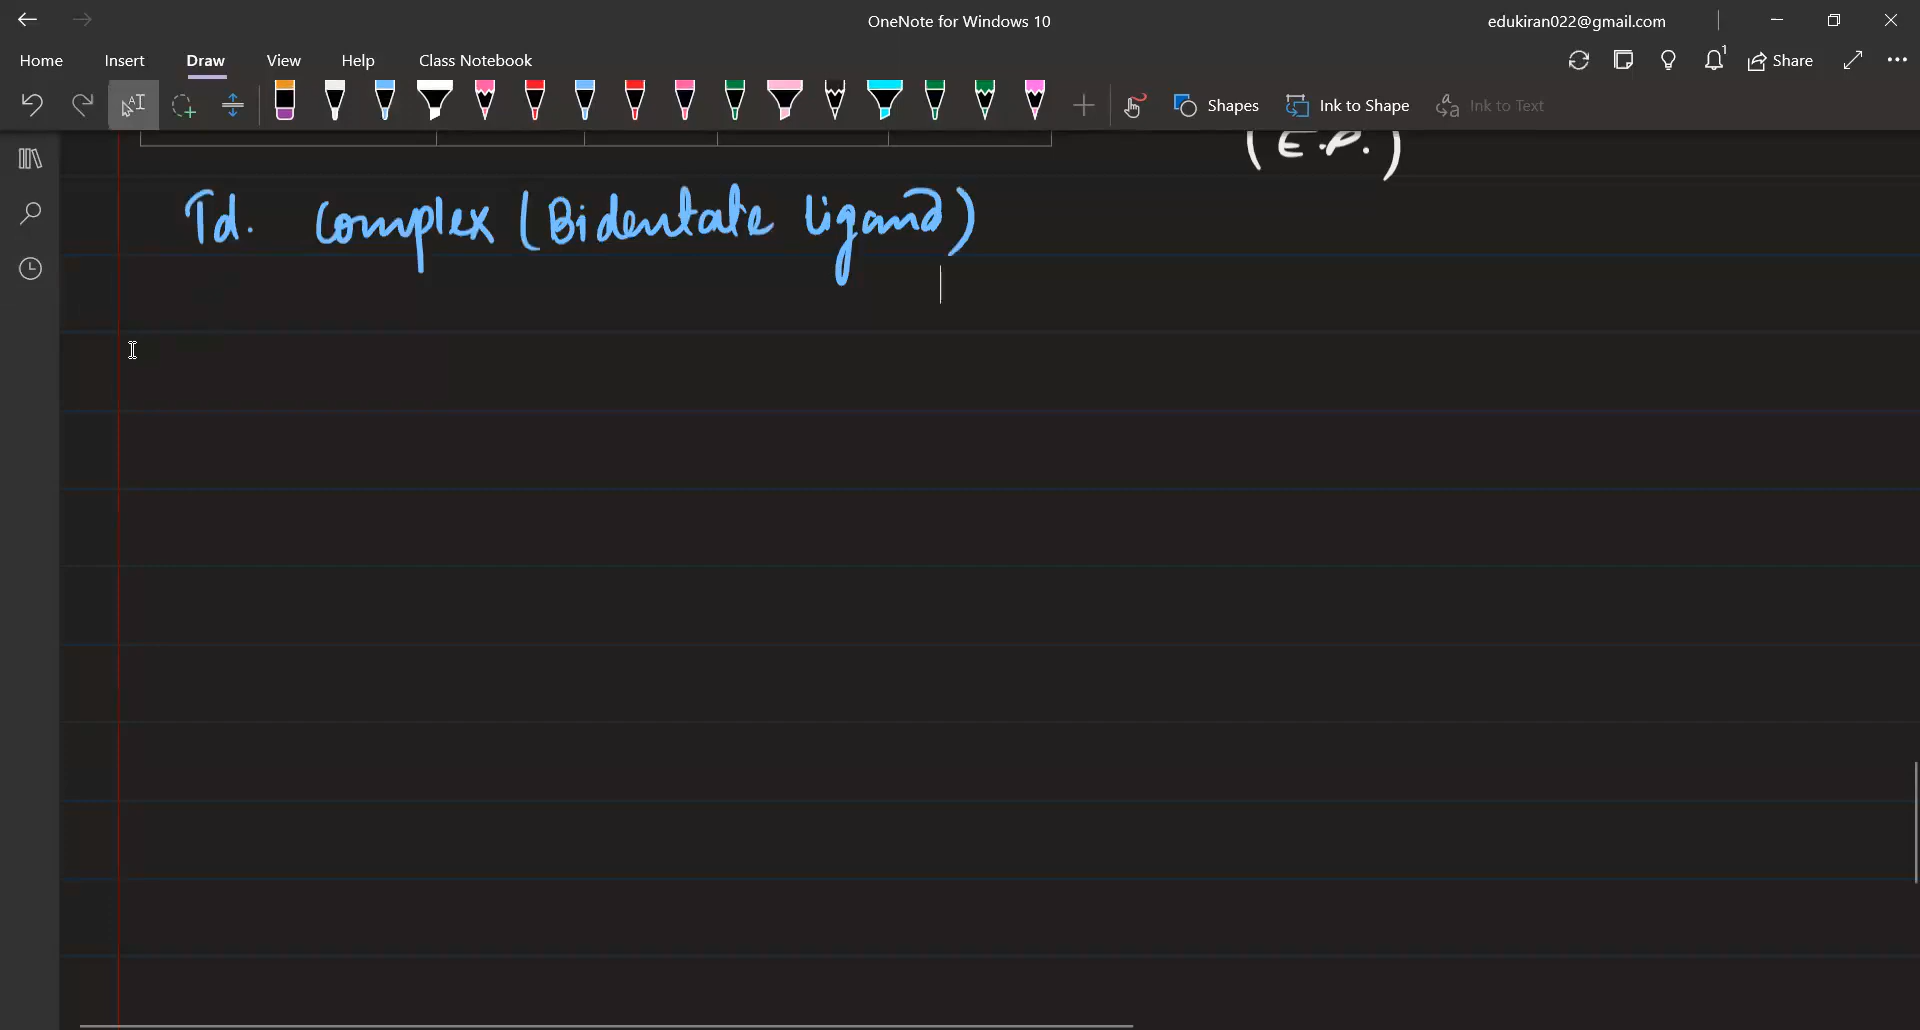 OneNote for Windows 10
edukiran022@gmail.com
Home Insert Draw View Help Class Notebook
1
Share
Shapes Ink to Shape Ink to Text
(E.P.)
Td. Complex (Bidentate ligand)